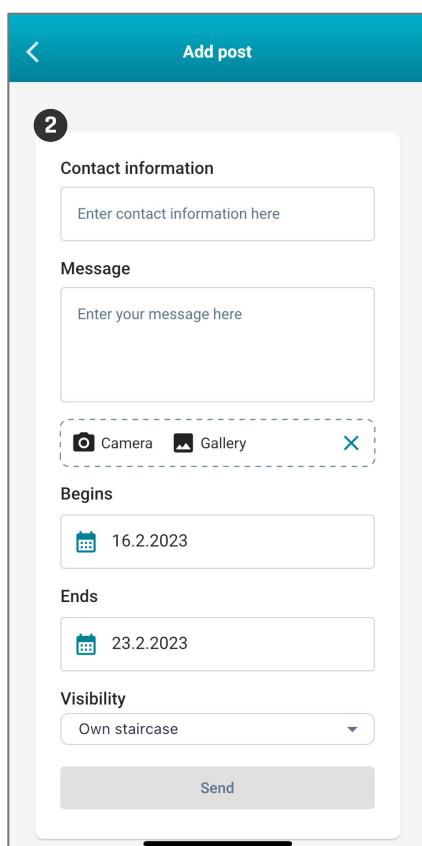 Add post
2
Contact information
Enter contact information here
Message
Enter your message here
Camera Gallery
Begins
16.2.2023
Ends
23.2.2023
Visibility
Own staircase
Send